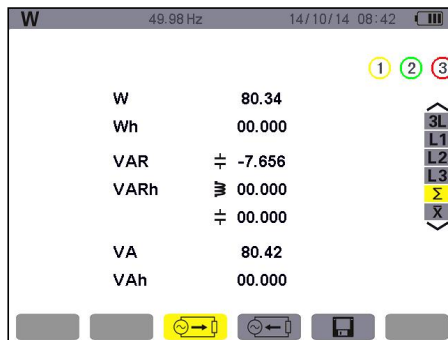 W 49.98 Hz 14/10/14 08:42
1 2 3
W 80.34
Wh 00.000
VAR -7.656
VARh 00.000
00.000
VA 80.42
VAh 00.000
3L
L1
L2
L3
Σ
X̄